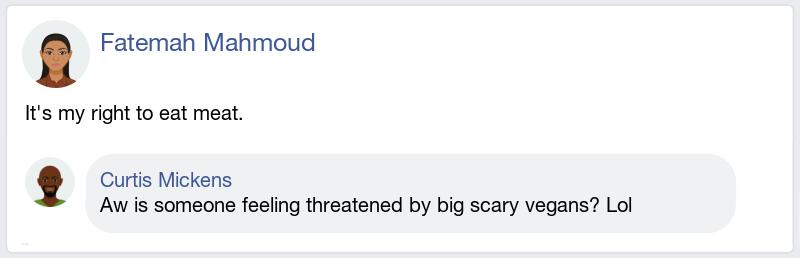 Fatemah Mahmoud
It's my right to eat meat.
Curtis Mickens
Aw is someone feeling threatened by big scary vegans? Lol